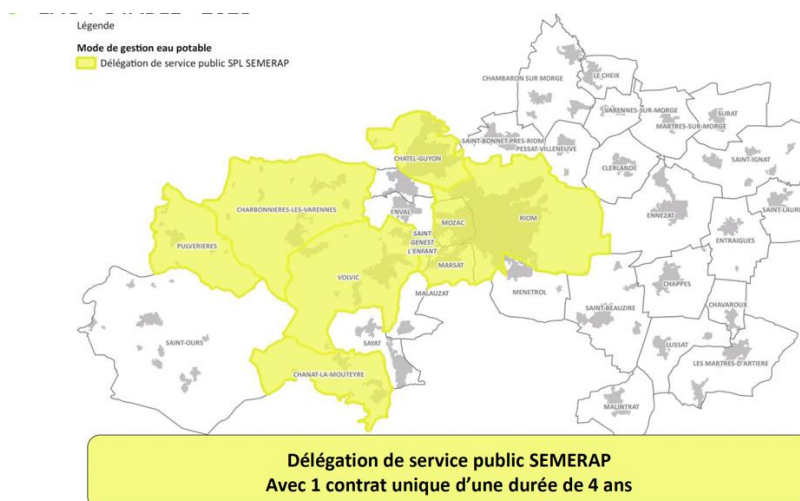 Légende
Mode de gestion eau potable
Délégation de service public SPL SEMERAP
CHAMBARON SUR MORGE
LE CHEIX
VARENNES-SUR-MORGE
SURAT
MARTRES-SUR-MORGE
SAINT-BONNET-PRES-RIOM
PESSAT-VILLENEUVE
CHATEL-GUYON
CLERLANDE
SAINT-IGNAT
CHARBONNIERES-LES-VARENNES
ENVAL
MOZAC
RIOM
ENNEZAT
SAINT-LAURE
PULVERIERES
SAINT
GENEST
L'ENFANT
ENTRAIGUES
VOLVIC
MARSAT
MALAUZAT
MENETROL
CHAPPES
SAINT-BEAUZIRE
CHAVAROUX
SAINT-OURS
SAYAT
LUSSAT
LES MARTRES-D'ARTIERE
CHANAT-LA-MOUTEYRE
MALINTRAT
Délégation de service public SEMERAP
Avec 1 contrat unique d'une durée de 4 ans